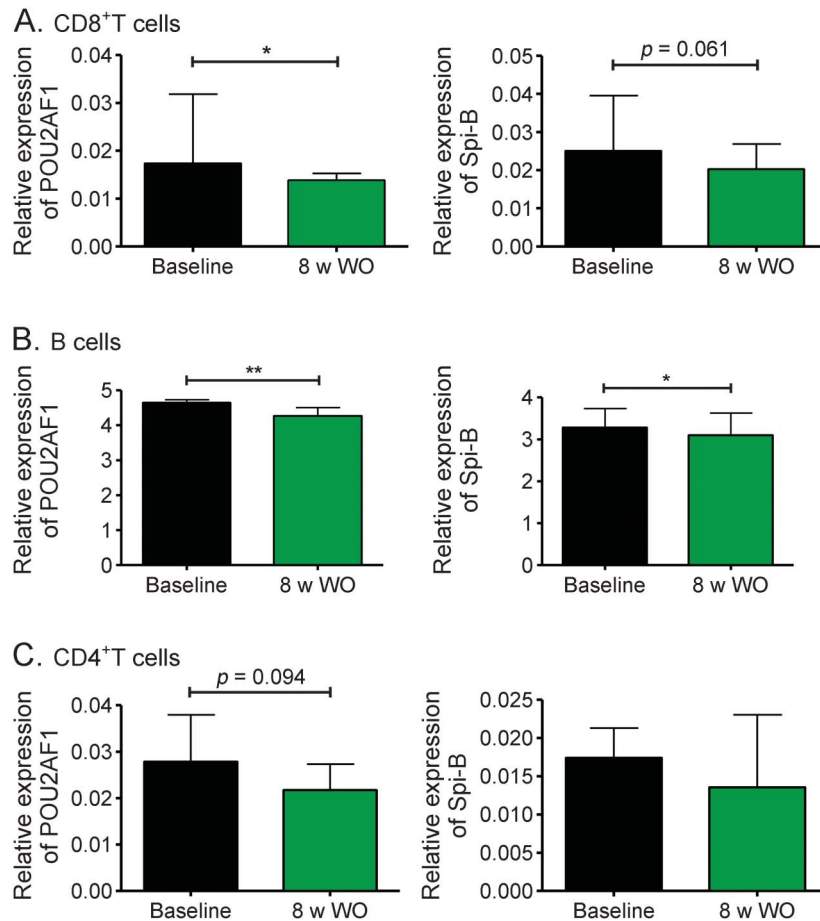 A. CD8⁺T cells
Relative expression
of POU2AF1
0.04
0.03
0.02
0.01
0.00
*
Baseline
8 w WO
Relative expression
of Spi-B
0.05
0.04
0.03
0.02
0.01
0.00
p = 0.061
Baseline
8 w WO
B. B cells
Relative expression
of POU2AF1
5
4
3
2
1
0
**
Baseline
8 w WO
Relative expression
of Spi-B
4
3
2
1
0
*
Baseline
8 w WO
C. CD4⁺T cells
Relative expression
of POU2AF1
0.04
0.03
0.02
0.01
0.00
p = 0.094
Baseline
8 w WO
Relative expression
of Spi-B
0.025
0.020
0.015
0.010
0.005
0.000
Baseline
8 w WO